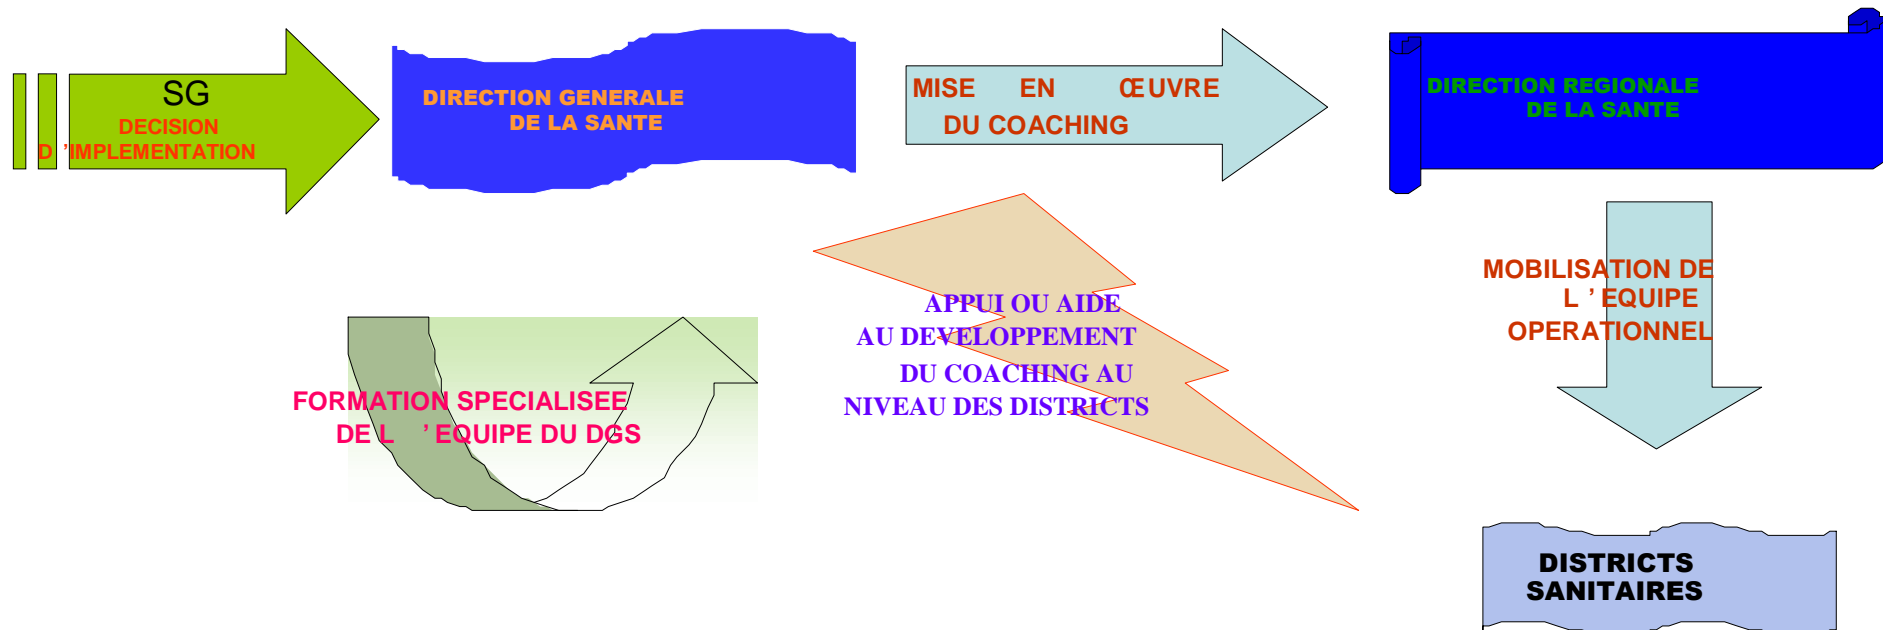 SG
DECISION
D ’IMPLEMENTATION
DIRECTION GENERALE
DE LA SANTE
MISE EN ŒUVRE
DU COACHING
DIRECTION REGIONALE
DE LA SANTE
MOBILISATION DE
L ’ EQUIPE
OPERATIONNEL
APPUI OU AIDE
AU DEVELOPPEMENT
DU COACHING AU
NIVEAU DES DISTRICTS
FORMATION SPECIALISEE
DE L ’ EQUIPE DU DGS
DISTRICTS
SANITAIRES